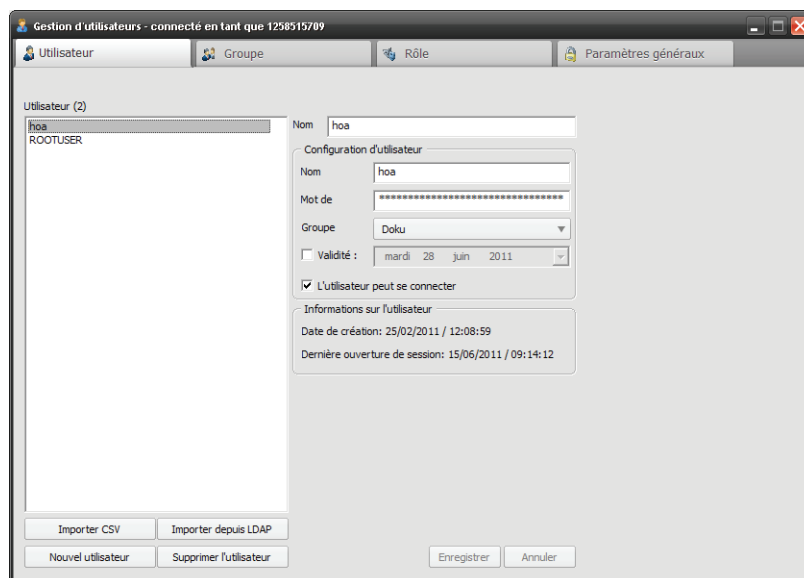 Gestion d'utilisateurs - connecté en tant que 1258515709
Utilisateur
Groupe
Rôle
Paramètres généraux
Utilisateur (2)
hoa
ROOTUSER
Nom hoa
Configuration d'utilisateur
Nom hoa
Mot de ********************************
Groupe Doku
Validité : mardi 28 juin 2011
L'utilisateur peut se connecter
Informations sur l'utilisateur
Date de création: 25/02/2011 / 12:08:59
Dernière ouverture de session: 15/06/2011 / 09:14:12
Importer CSV
Importer depuis LDAP
Nouvel utilisateur
Supprimer l'utilisateur
Enregistrer
Annuler